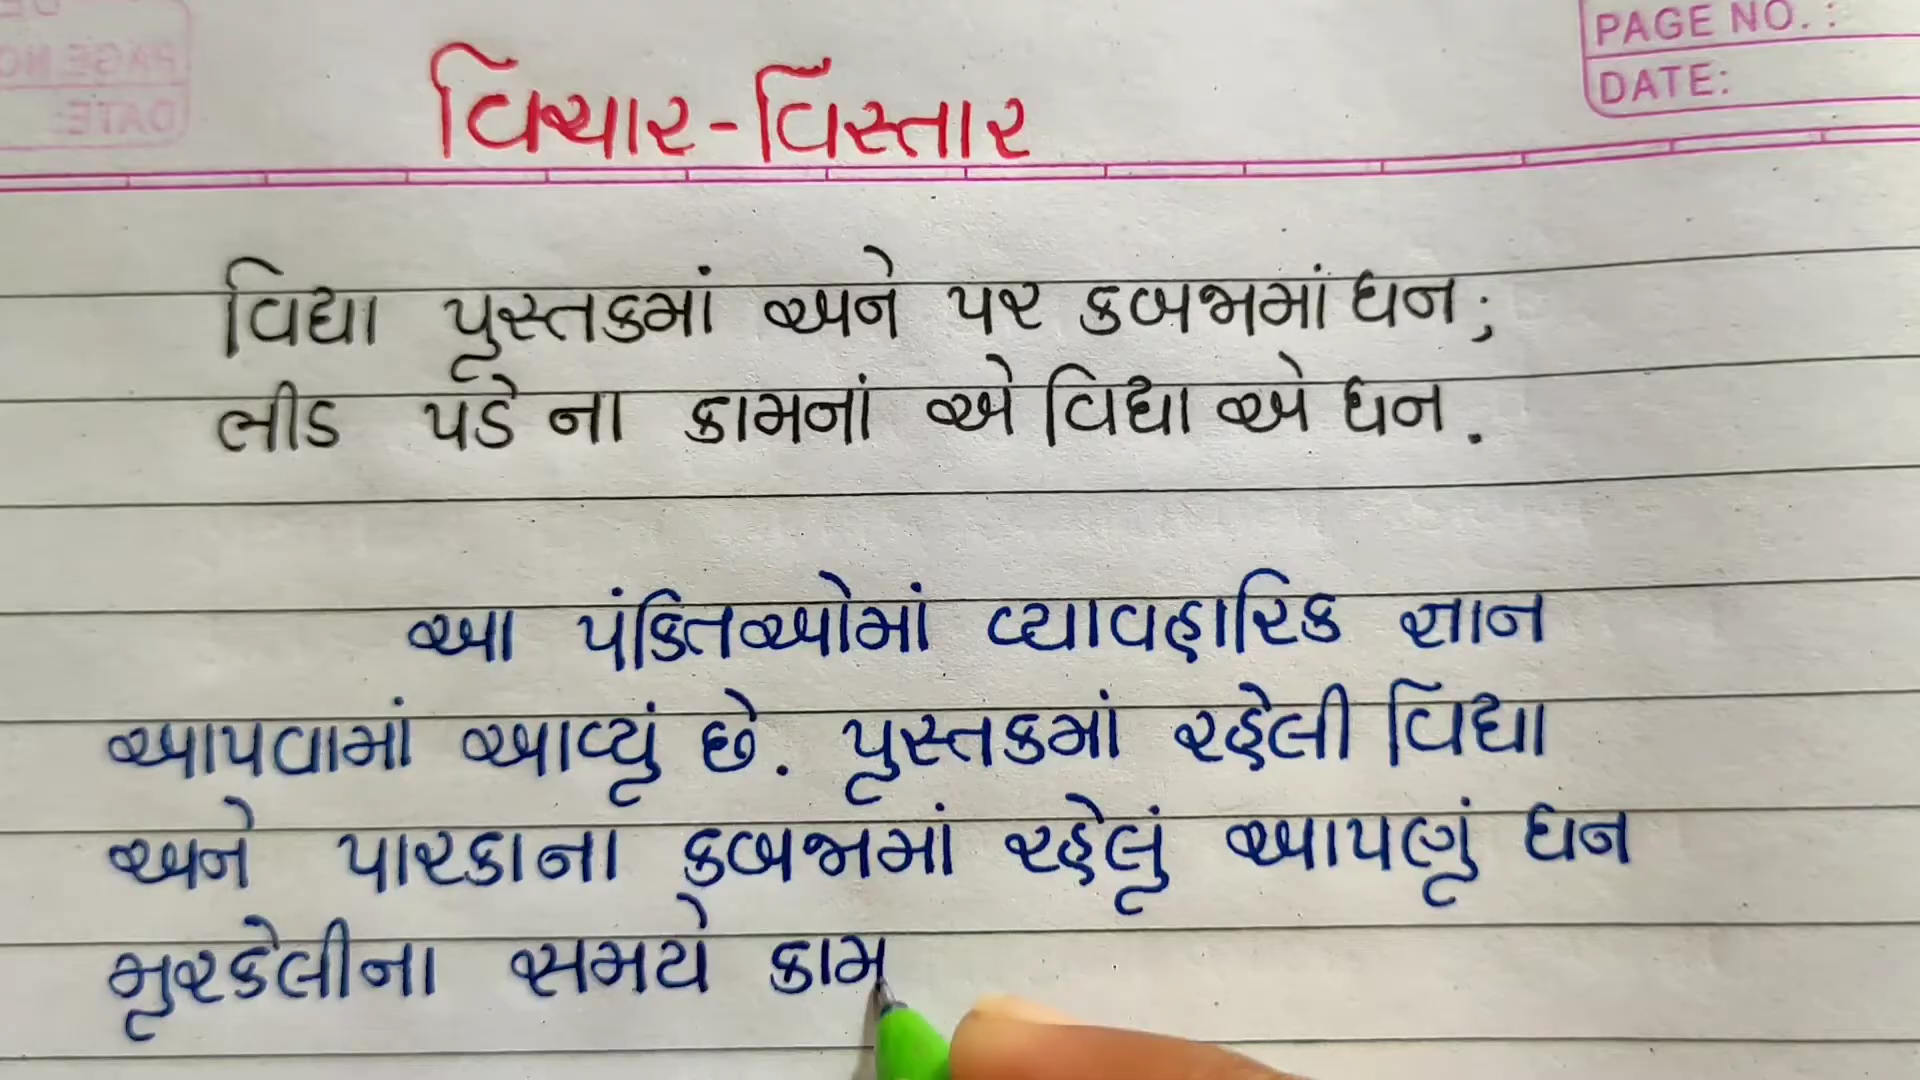 PAGE NO. :
DATE:
વિચાર-વિસ્તાર
વિદ્યા પુસ્તકમાં અને પર કબજામાં ધન;
ભીડ પડે ના કામનાં એ વિદ્યા એ ધન.
આ પંક્તિઓમાં વ્યાવહારિક જ્ઞાન
આપવામાં આવ્યું છે. પુસ્તકમાં રહેલી વિદ્યા
અને પારકાના કબજામાં રહેલું આપણું ધન
મુશ્કેલીના સમયે કામ